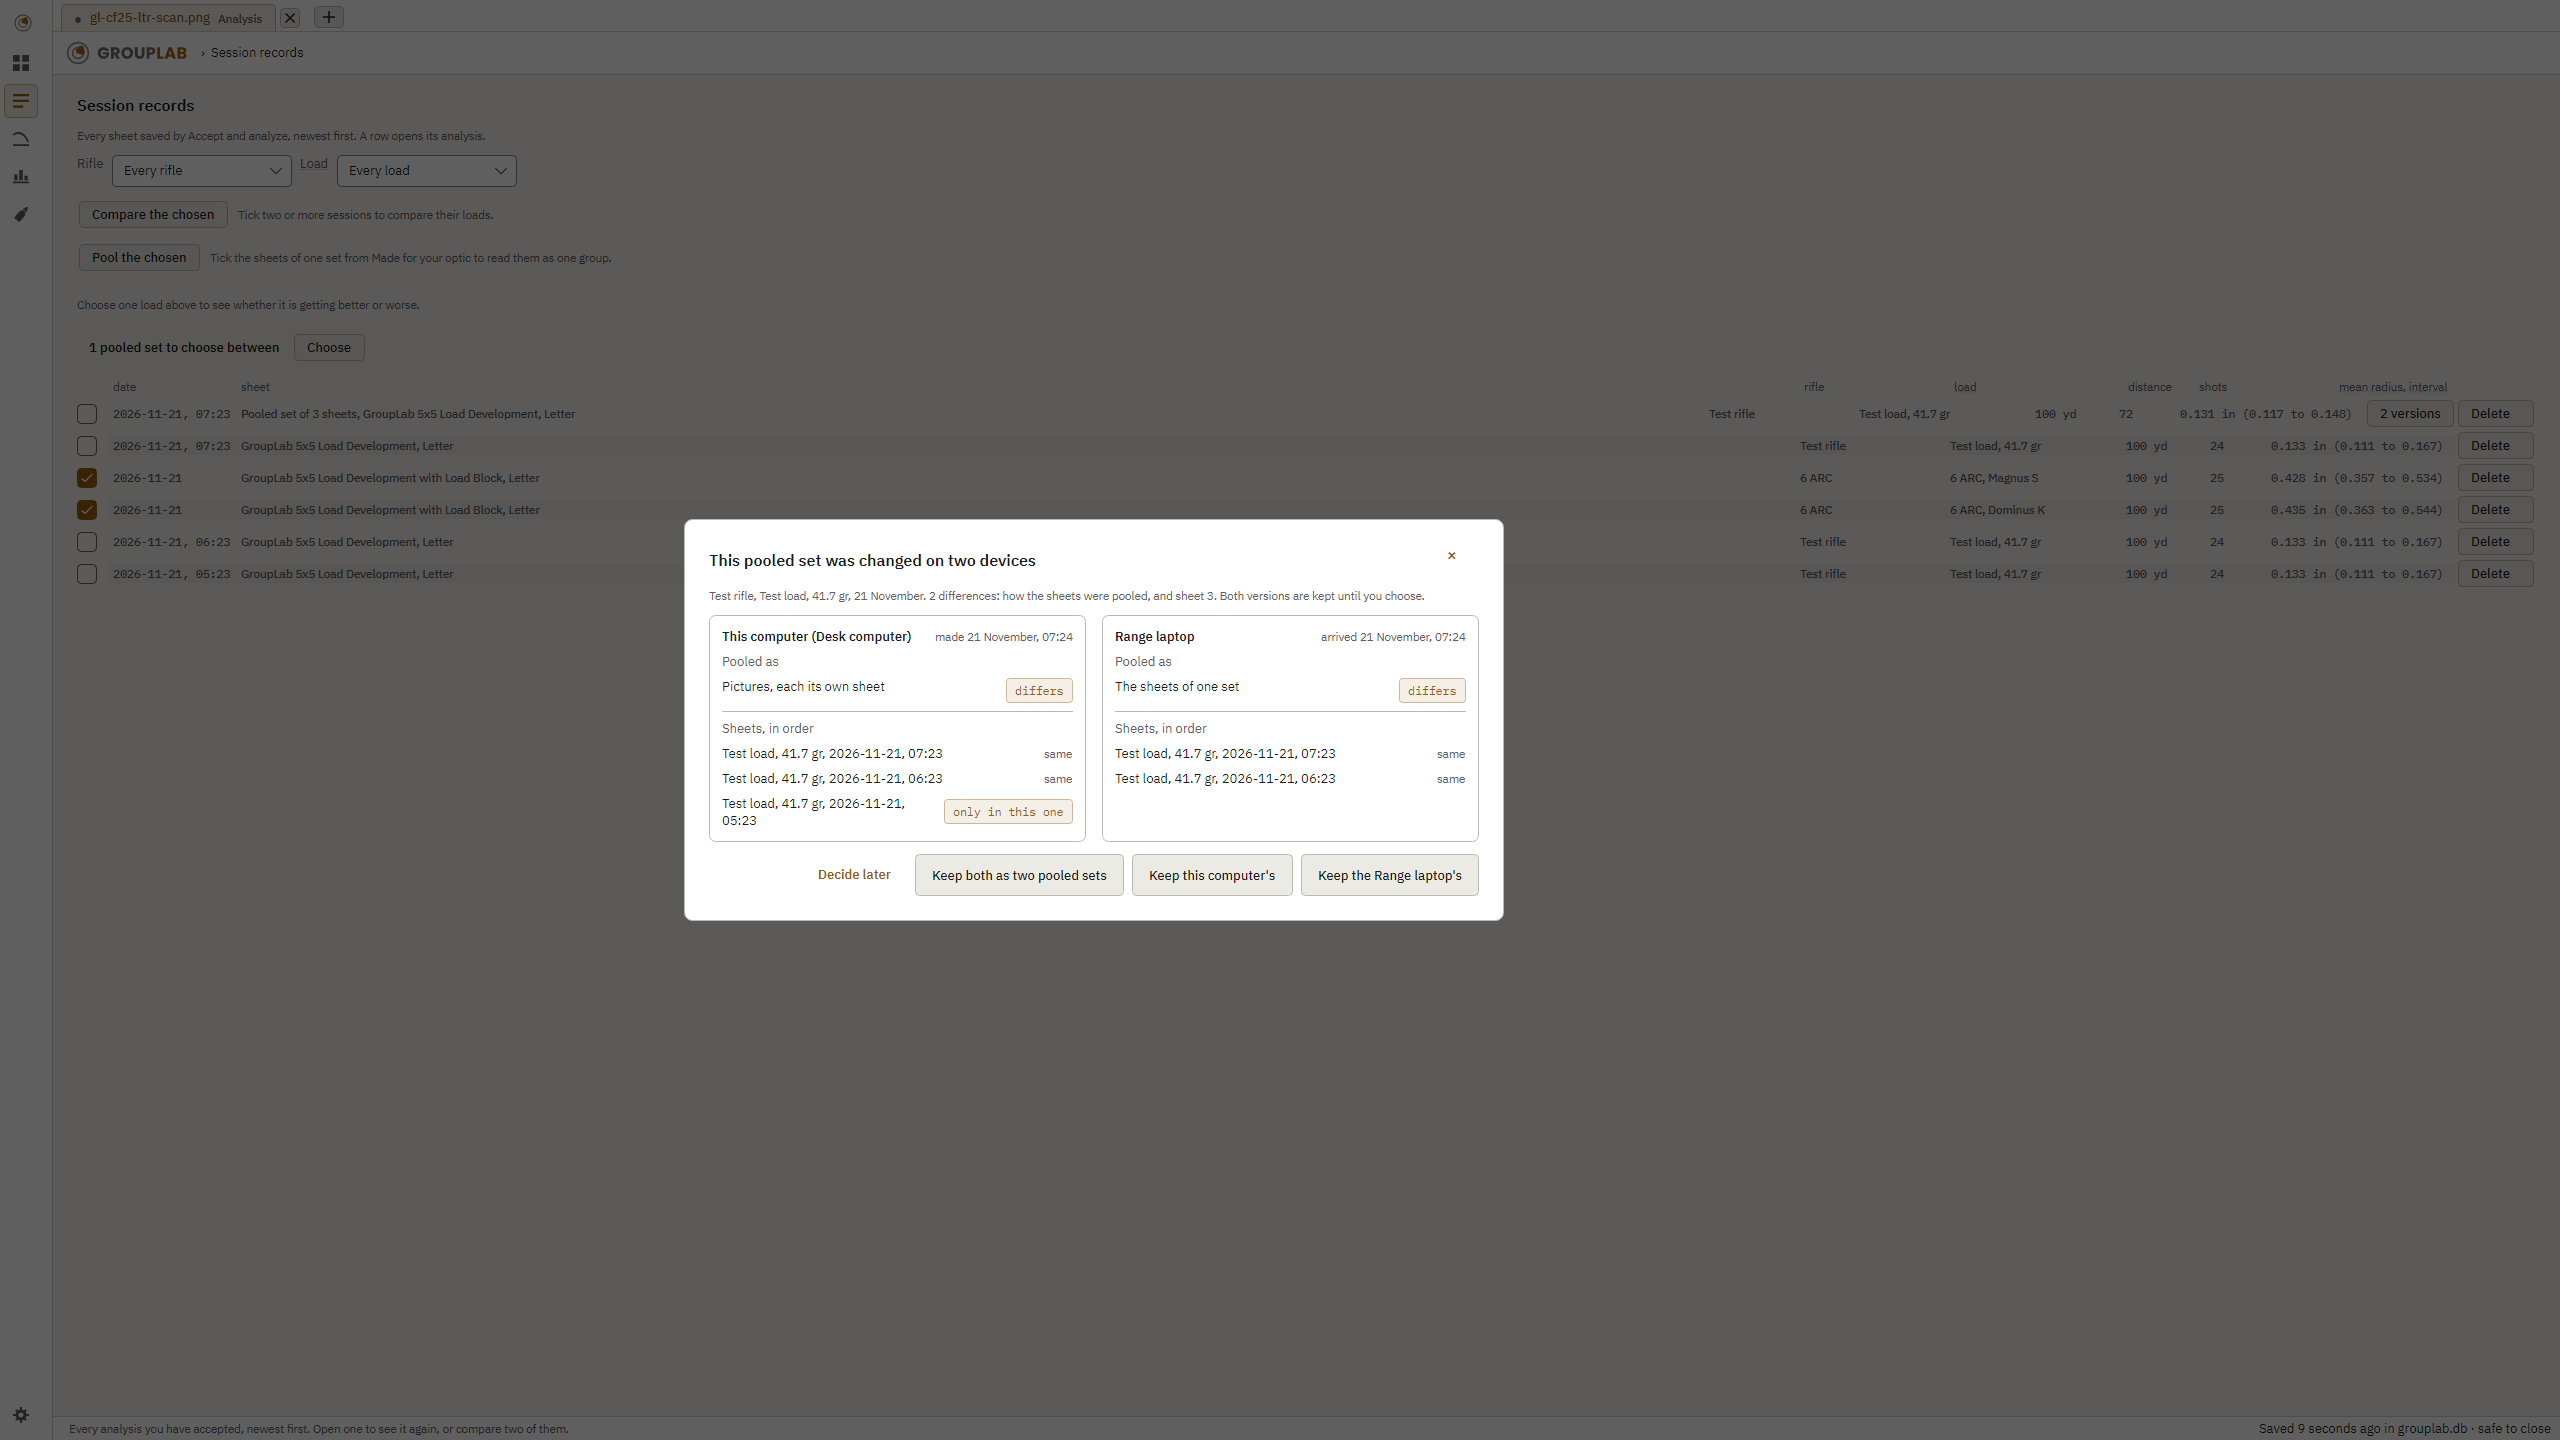 gl-cf25-ltr-scan.png Analysis
GROUPLAB › Session records
Session records
Every sheet saved by Accept and analyze, newest first. A row opens its analysis.
Rifle Every rifle Load Every load
Compare the chosen Tick two or more sessions to compare their loads.
Pool the chosen Tick the sheets of one set from Made for your optic to read them as one group.
Choose one load above to see whether it is getting better or worse.
1 pooled set to choose between Choose
date sheet rifle load distance shots mean radius, interval
2026-11-21, 07:23 Pooled set of 3 sheets, GroupLab 5x5 Load Development, Letter Test rifle Test load, 41.7 gr 100 yd 72 0.131 in (0.117 to 0.148) 2 versions Delete
2026-11-21, 07:23 GroupLab 5x5 Load Development, Letter Test rifle Test load, 41.7 gr 100 yd 24 0.133 in (0.111 to 0.167) Delete
2026-11-21 GroupLab 5x5 Load Development with Load Block, Letter 6 ARC 6 ARC, Magnus S 100 yd 25 0.428 in (0.357 to 0.534) Delete
2026-11-21 GroupLab 5x5 Load Development with Load Block, Letter 6 ARC 6 ARC, Dominus K 100 yd 25 0.435 in (0.363 to 0.544) Delete
2026-11-21, 06:23 GroupLab 5x5 Load Development, Letter Test rifle Test load, 41.7 gr 100 yd 24 0.133 in (0.111 to 0.167) Delete
2026-11-21, 05:23 GroupLab 5x5 Load Development, Letter Test rifle Test load, 41.7 gr 100 yd 24 0.133 in (0.111 to 0.167) Delete
This pooled set was changed on two devices ×
Test rifle, Test load, 41.7 gr, 21 November. 2 differences: how the sheets were pooled, and sheet 3. Both versions are kept until you choose.
This computer (Desk computer) made 21 November, 07:24
Pooled as
Pictures, each its own sheet differs
Sheets, in order
Test load, 41.7 gr, 2026-11-21, 07:23 same
Test load, 41.7 gr, 2026-11-21, 06:23 same
Test load, 41.7 gr, 2026-11-21,
05:23 only in this one
Range laptop arrived 21 November, 07:24
Pooled as
The sheets of one set differs
Sheets, in order
Test load, 41.7 gr, 2026-11-21, 07:23 same
Test load, 41.7 gr, 2026-11-21, 06:23 same
Decide later Keep both as two pooled sets Keep this computer's Keep the Range laptop's
Every analysis you have accepted, newest first. Open one to see it again, or compare two of them.
Saved 9 seconds ago in grouplab.db · safe to close